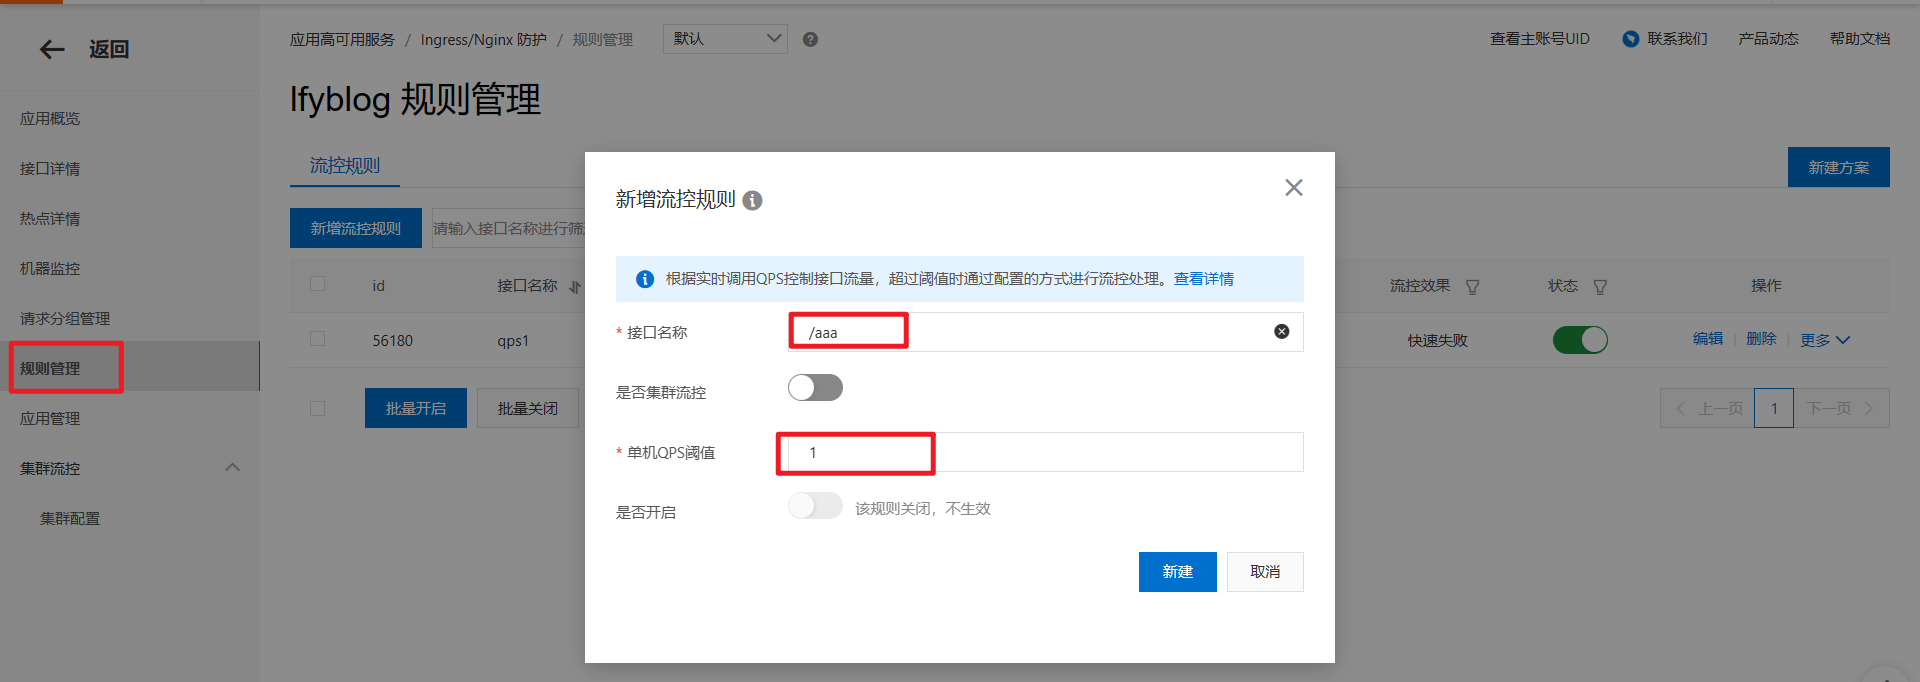 返回
应用概览
接口详情
热点详情
机器监控
请求分组管理
规则管理
应用管理
集群流控
集群配置
应用高可用服务 / Ingress/Nginx 防护 / 规则管理 默认
查看主账号UID 联系我们 产品动态 帮助文档
lfyblog 规则管理
流控规则
新建方案
新增流控规则 请输入接口名称进行筛
id 接口名称 流控效果 状态 操作
56180 qps1 快速失败 编辑 删除 更多
批量开启 批量关闭 上一页 1 下一页
新增流控规则
根据实时调用QPS控制接口流量，超过阈值时通过配置的方式进行流控处理。查看详情
* 接口名称 /aaa
是否集群流控
* 单机QPS阈值 1
是否开启 该规则关闭，不生效
新建 取消